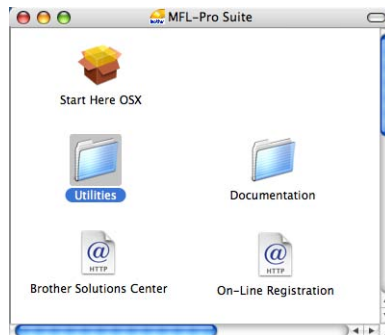 MFL-Pro Suite
Start Here OSX
Utilities
Documentation
@
HTTP
@
HTTP
Brother Solutions Center
On-Line Registration